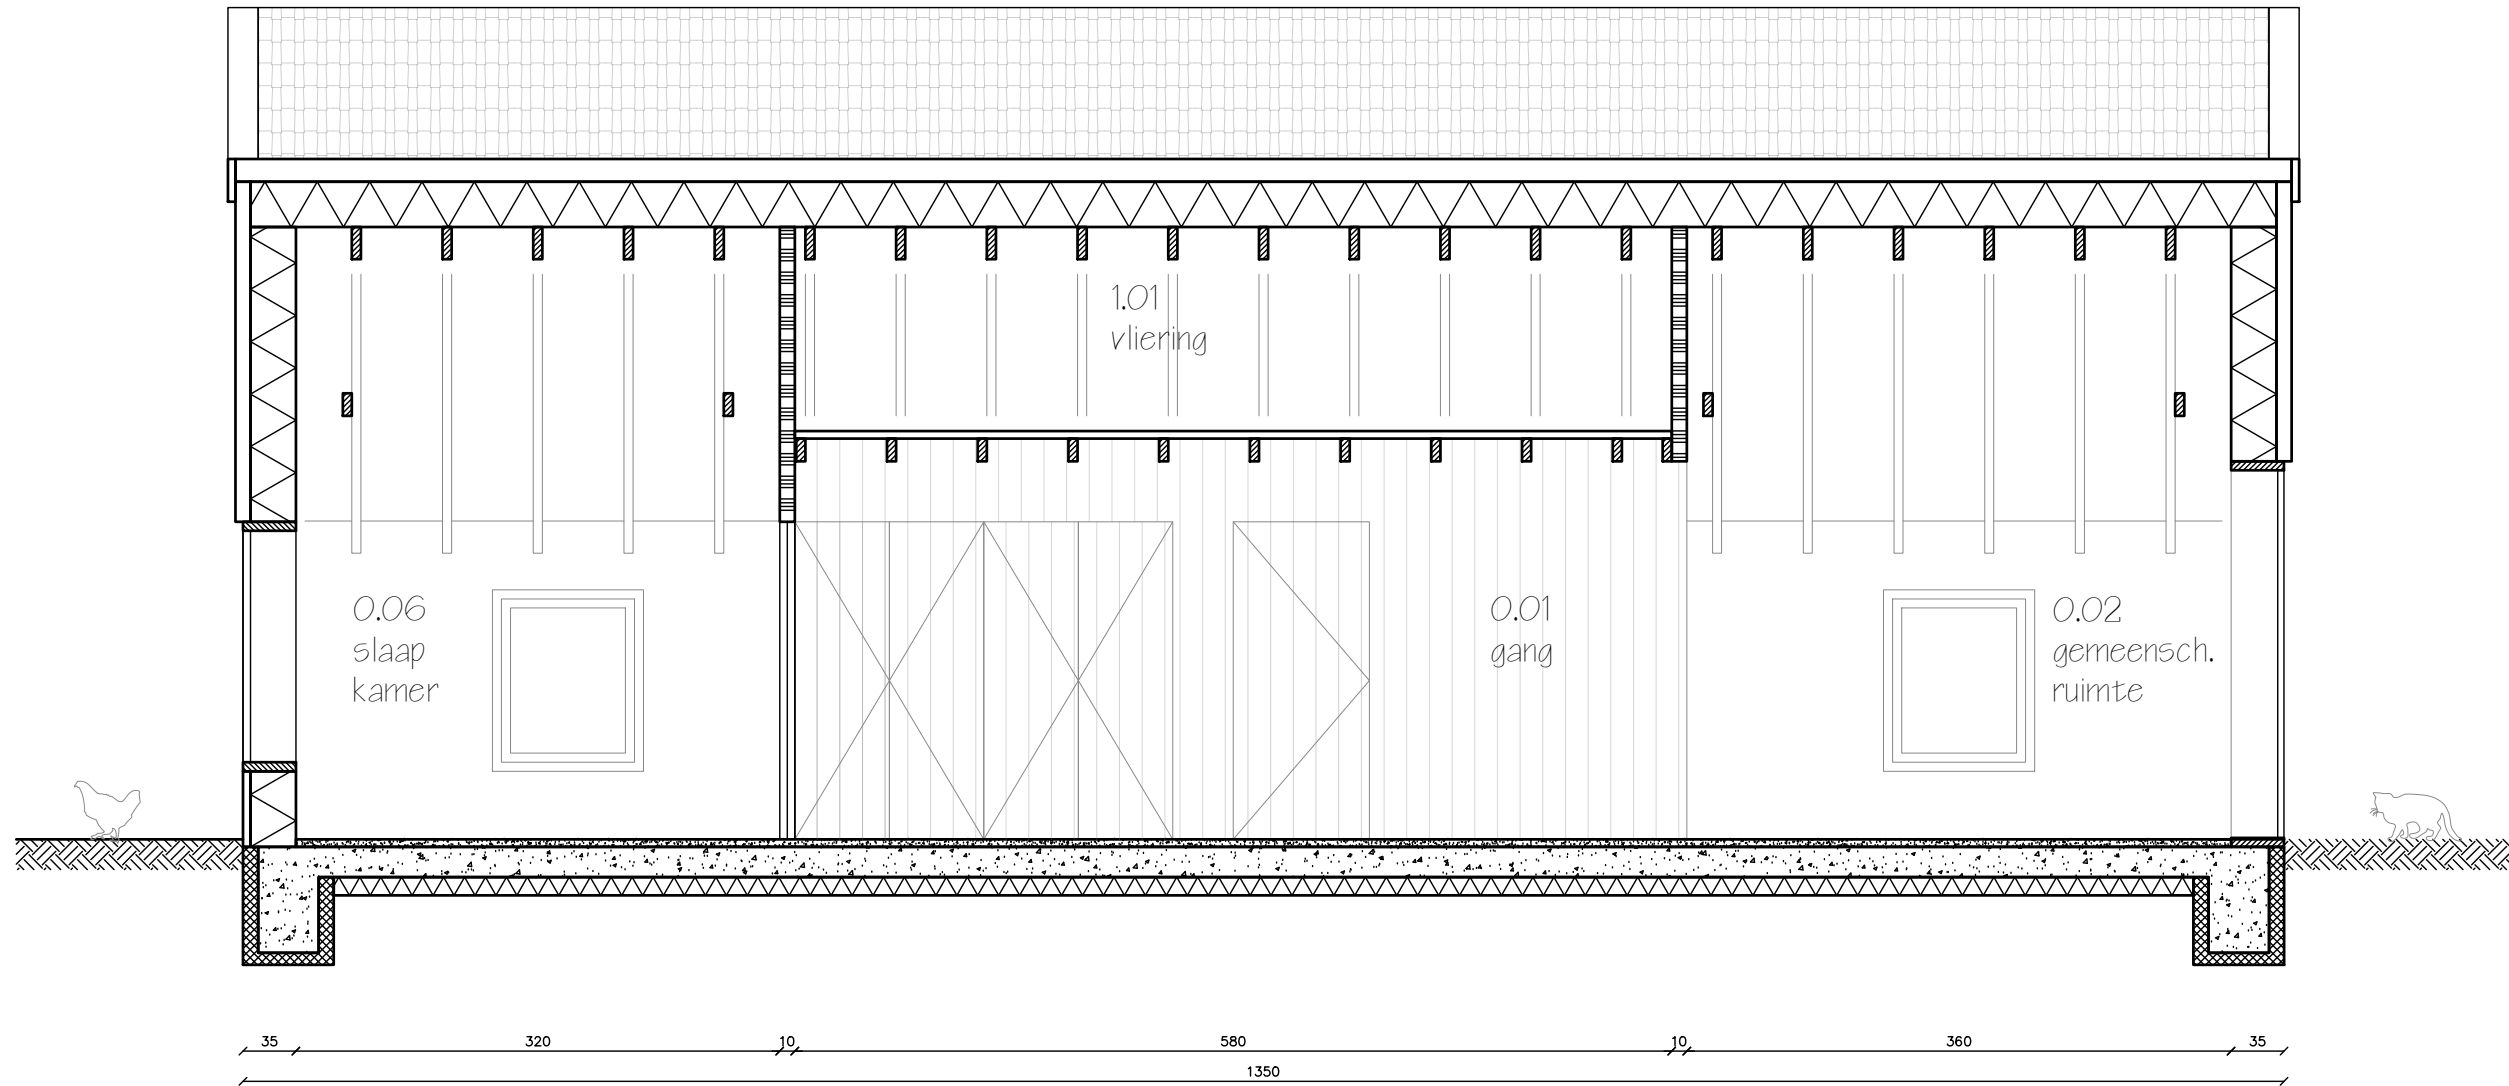 1.01
vliering
0.06
slaap
kamer
0.01
gang
0.02
gemeensch.
ruimte
35 320 10 580 10 360 35
1350